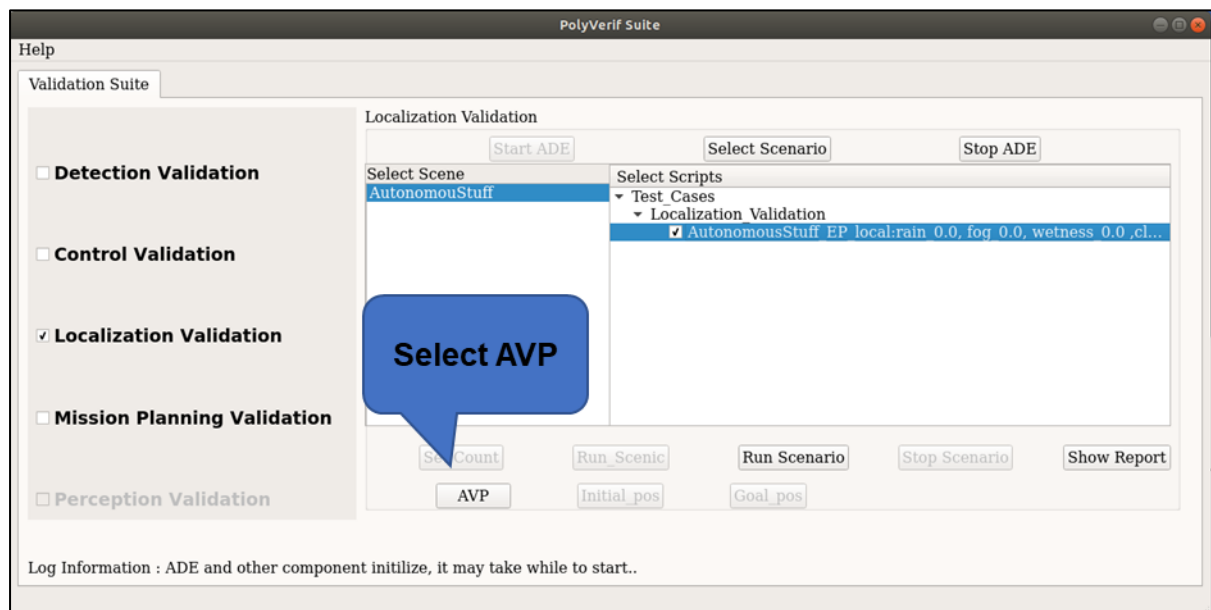 PolyVerif Suite
Help
Validation Suite
Localization Validation
Start ADE
Select Scenario
Stop ADE
Detection Validation
Control Validation
Localization Validation
Mission Planning Validation
Perception Validation
Select Scene
AutonomouStuff
Select Scripts
Test_Cases
Localization_Validation
AutonomousStuff_EP_local:rain_0.0, fog_0.0, wetness_0.0 ,cl...
Select AVP
Count
Run_Scenic
Run Scenario
Stop Scenario
Show Report
AVP
Initial_pos
Goal_pos
Log Information : ADE and other component initilize, it may take while to start..